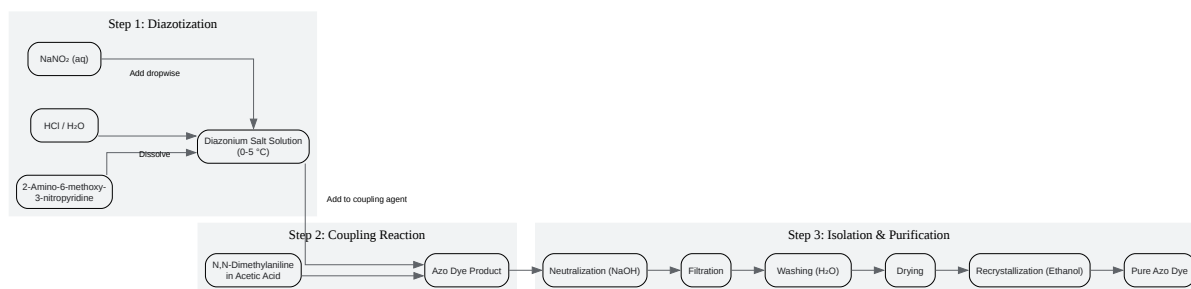 Step 1: Diazotization
NaNO₂ (aq)
Add dropwise
HCl / H₂O
Diazonium Salt Solution
(0-5 °C)
Dissolve
2-Amino-6-methoxy-
3-nitropyridine
Add to coupling agent
Step 2: Coupling Reaction
N,N-Dimethylaniline
in Acetic Acid
Azo Dye Product
Step 3: Isolation & Purification
Neutralization (NaOH)
Filtration
Washing (H₂O)
Drying
Recrystallization (Ethanol)
Pure Azo Dye